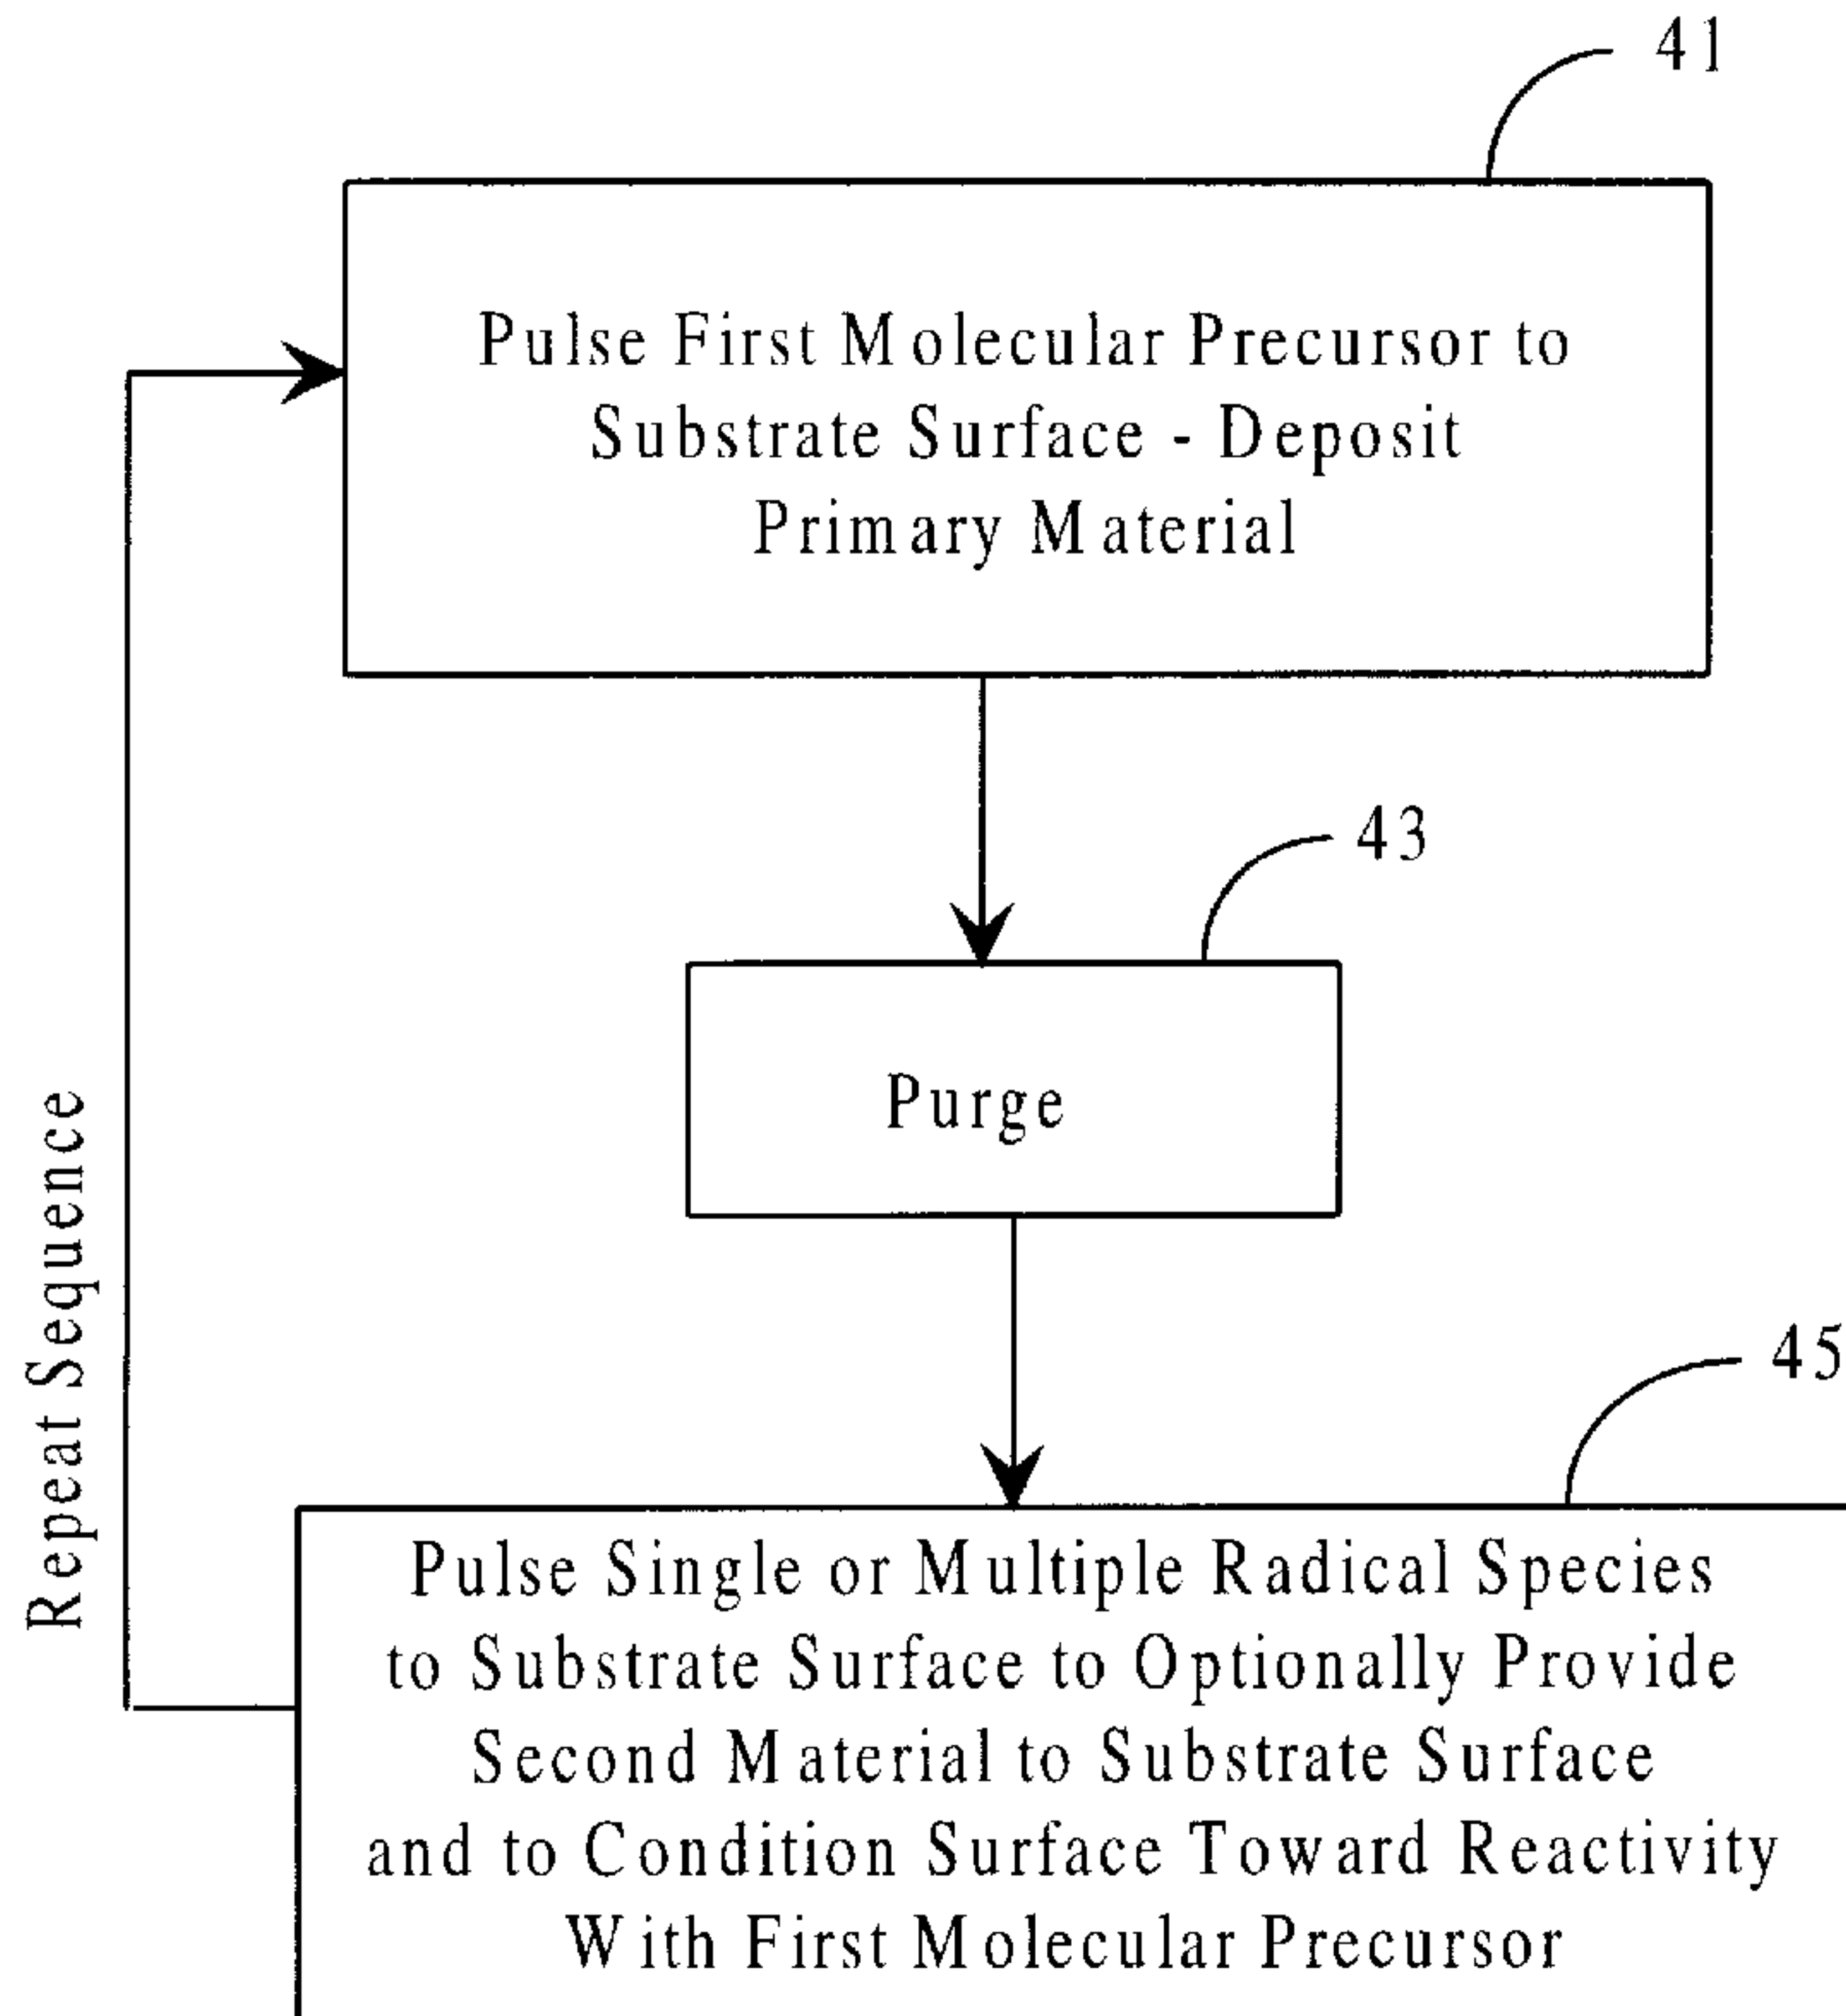 41
Pulse First Molecular Precursor to
Substrate Surface - Deposit
Primary Material
43
Purge
45
Repeat Sequence
Pulse Single or Multiple Radical Species
to Substrate Surface to Optionally Provide
Second Material to Substrate Surface
and to Condition Surface Toward Reactivity
With First Molecular Precursor